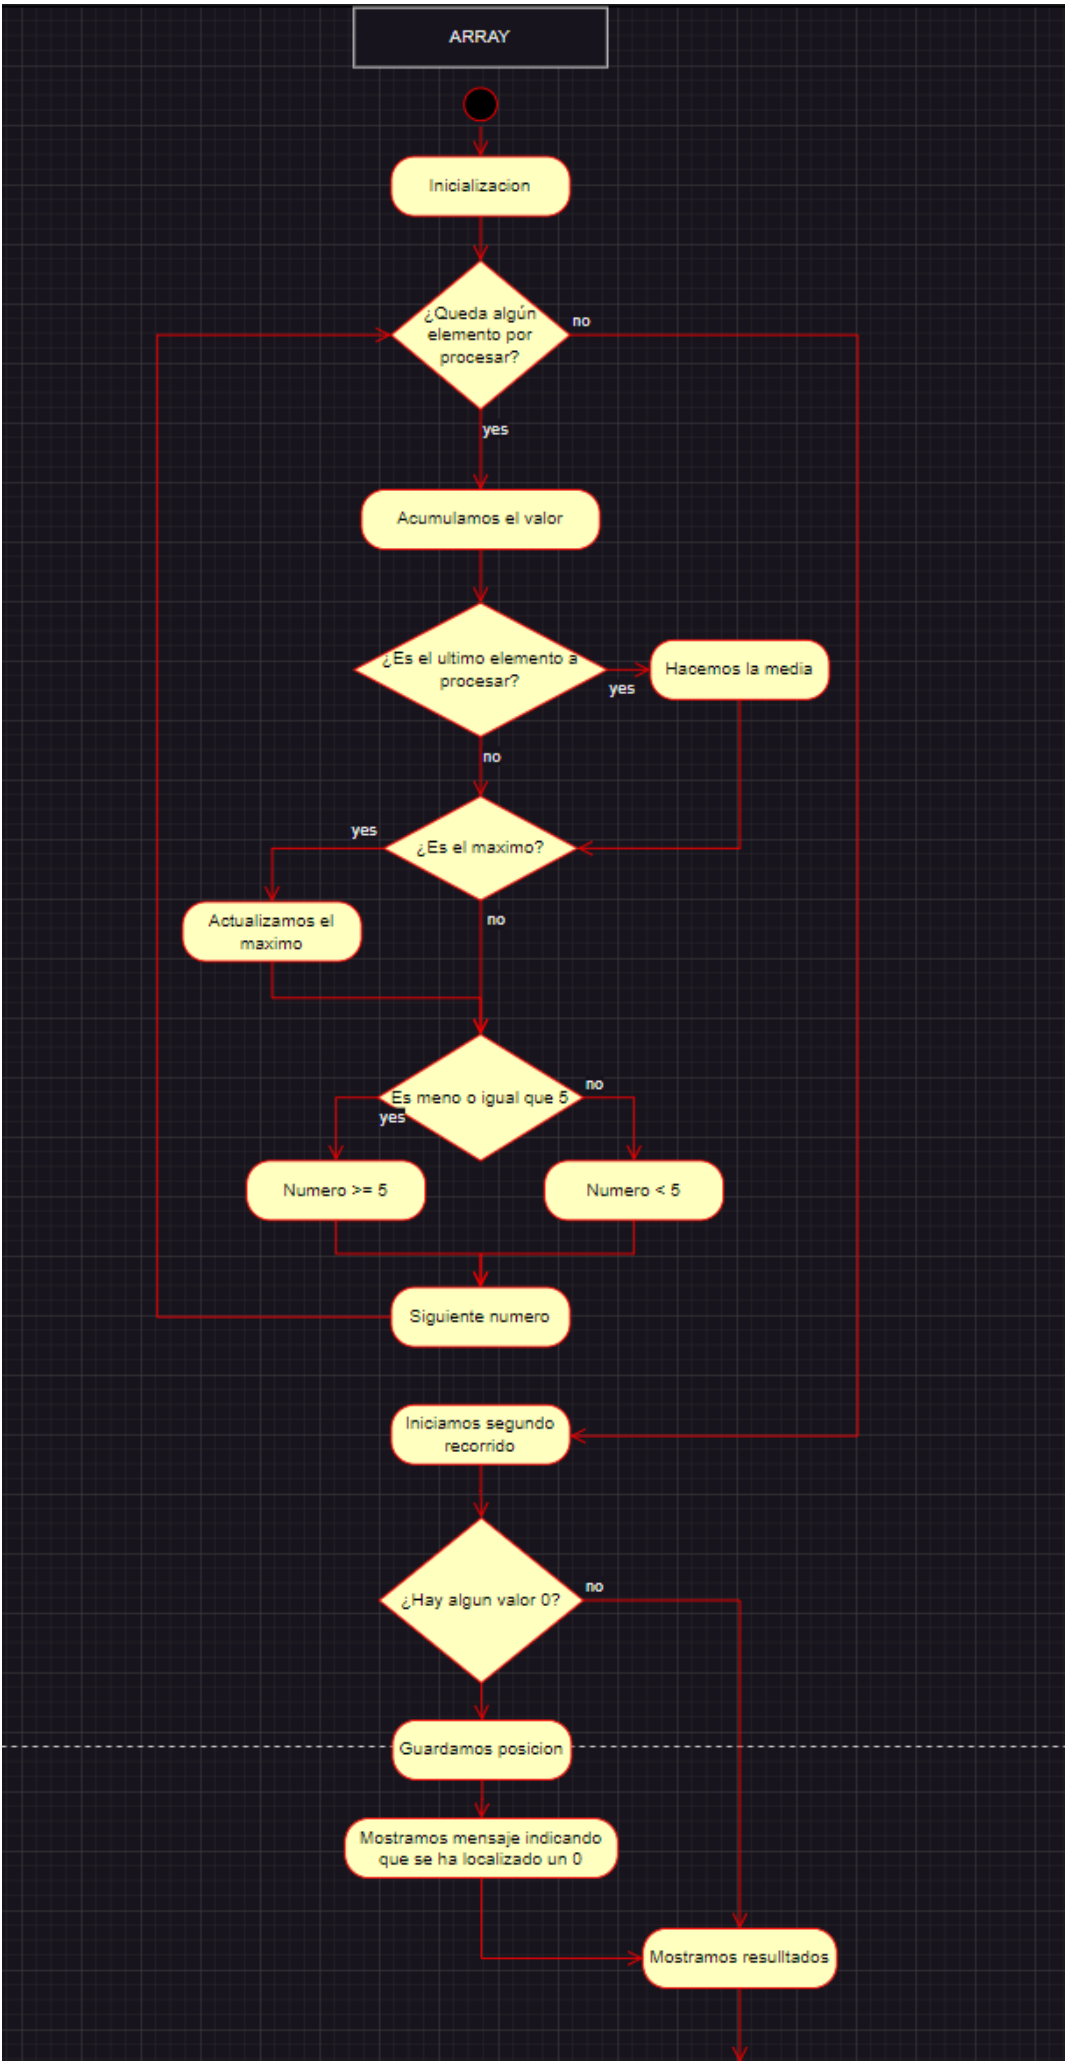 ARRAY
Inicializacion
¿Queda algún
elemento por
procesar?
no
yes
Acumulamos el valor
¿Es el ultimo elemento a
procesar?
yes
Hacemos la media
no
yes
¿Es el maximo?
Actualizamos el
maximo
no
Es meno o igual que 5
no
yes
Numero >= 5
Numero < 5
Siguiente numero
Iniciamos segundo
recorrido
¿Hay algun valor 0?
no
Guardamos posicion
Mostramos mensaje indicando
que se ha localizado un 0
Mostramos resulltados